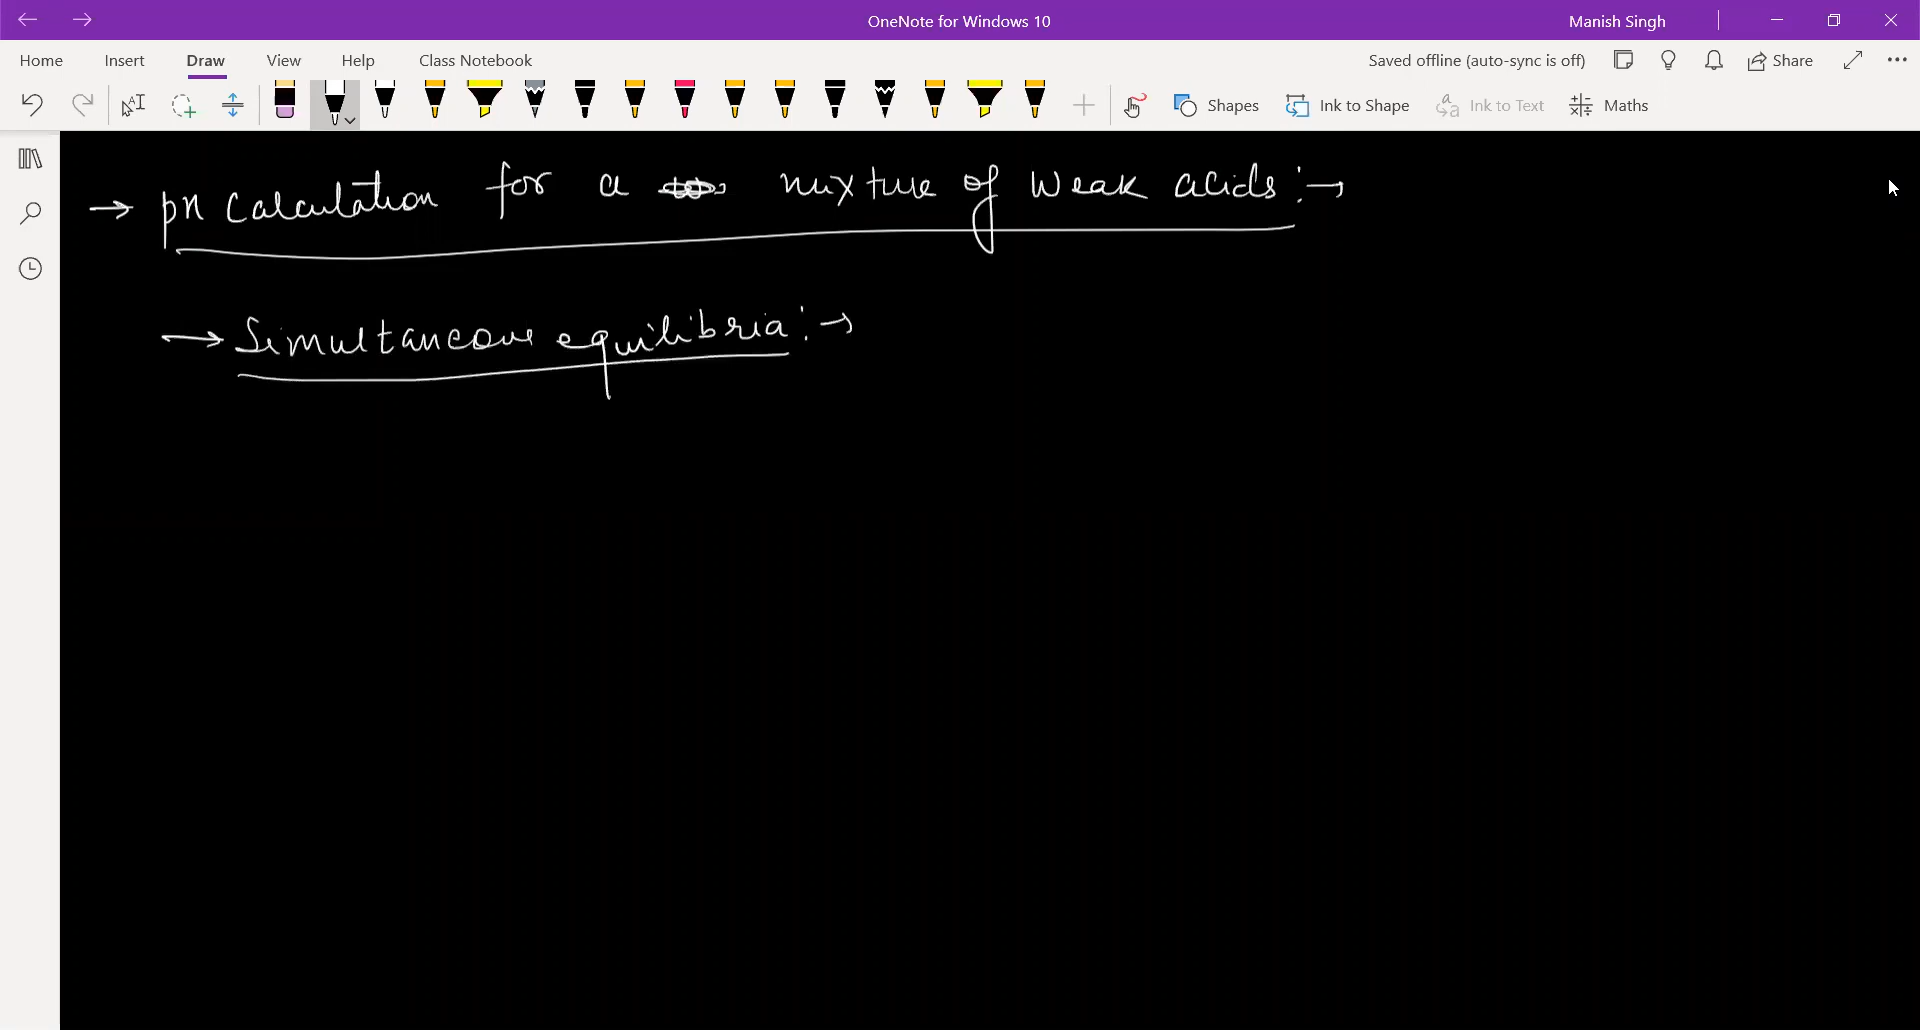 OneNote for Windows 10
Manish Singh
Home Insert Draw View Help Class Notebook
Saved offline (auto-sync is off) Share
Shapes Ink to Shape Ink to Text Maths
→ pH calculation for a mixture of weak acids :→
→ Simultaneous equilibria :→